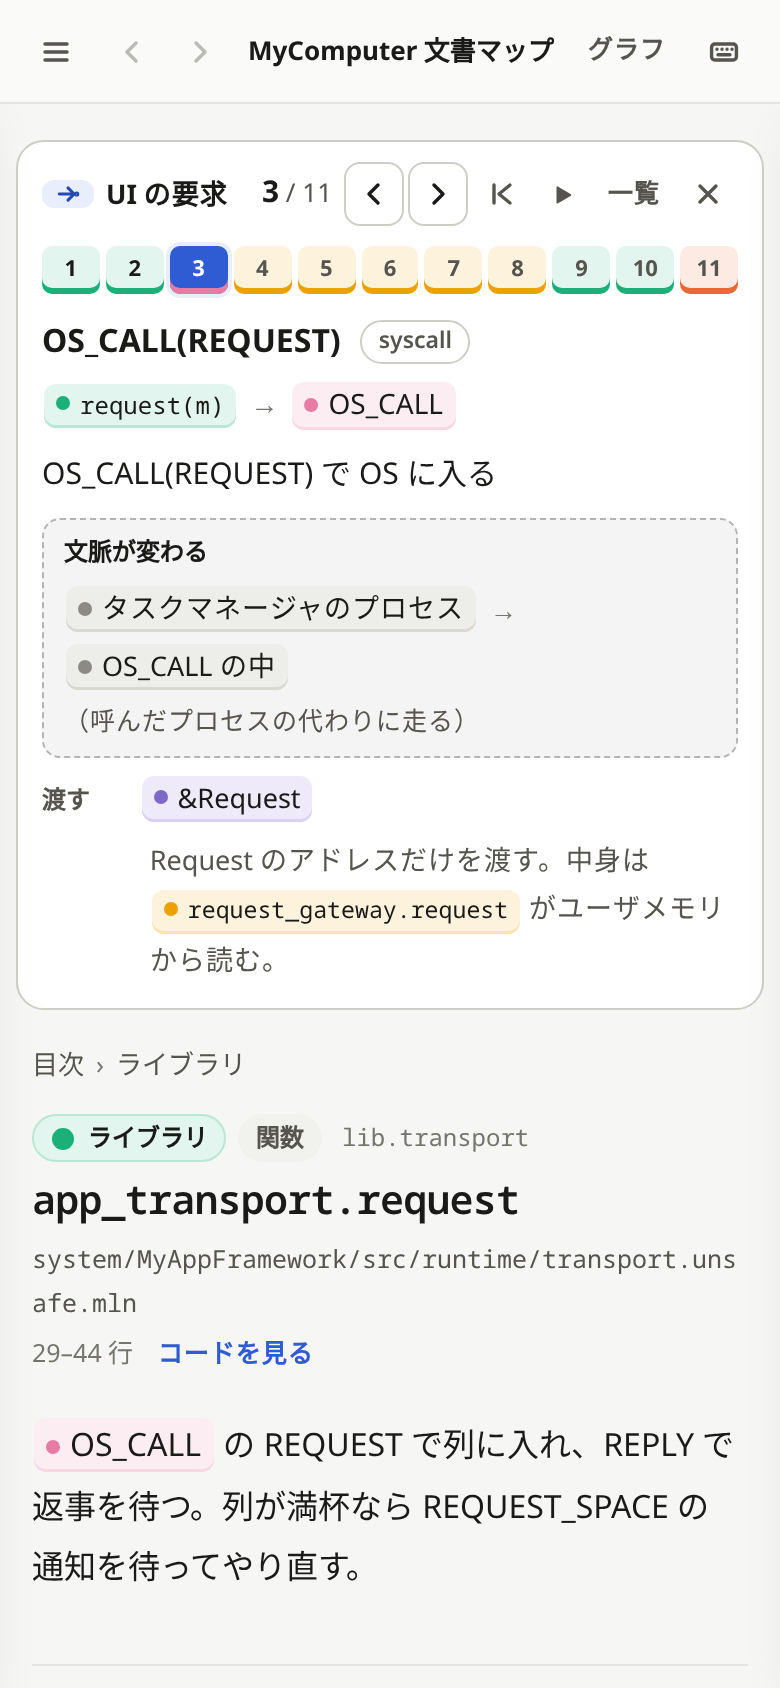 MyComputer 文書マップ グラフ
UI の要求 3 / 11 一覧
1 2 3 4 5 6 7 8 9 10 11
OS_CALL(REQUEST) syscall
request(m) → OS_CALL
OS_CALL(REQUEST) で OS に入る
文脈が変わる
タスクマネージャのプロセス →
OS_CALL の中
（呼んだプロセスの代わりに走る）
渡す &Request
Request のアドレスだけを渡す。中身は
request_gateway.request がユーザメモリ
から読む。
目次 › ライブラリ
ライブラリ 関数 lib.transport
app_transport.request
system/MyAppFramework/src/runtime/transport.uns
afe.mln
29–44 行 コードを見る
OS_CALL の REQUEST で列に入れ、REPLY で
返事を待つ。列が満杯なら REQUEST_SPACE の
通知を待ってやり直す。